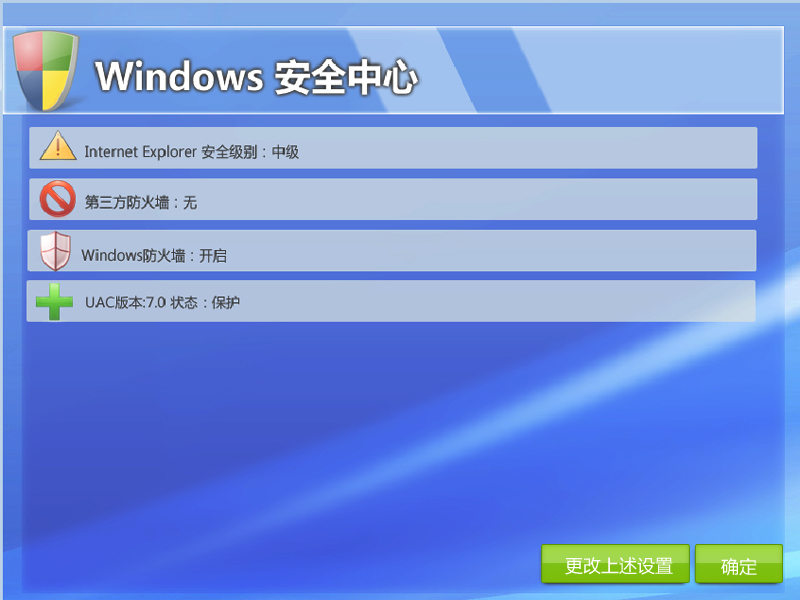 Windows 安全中心
Internet Explorer 安全级别：中级
第三方防火墙：无
Windows防火墙：开启
UAC版本:7.0 状态：保护
更改上述设置
确定